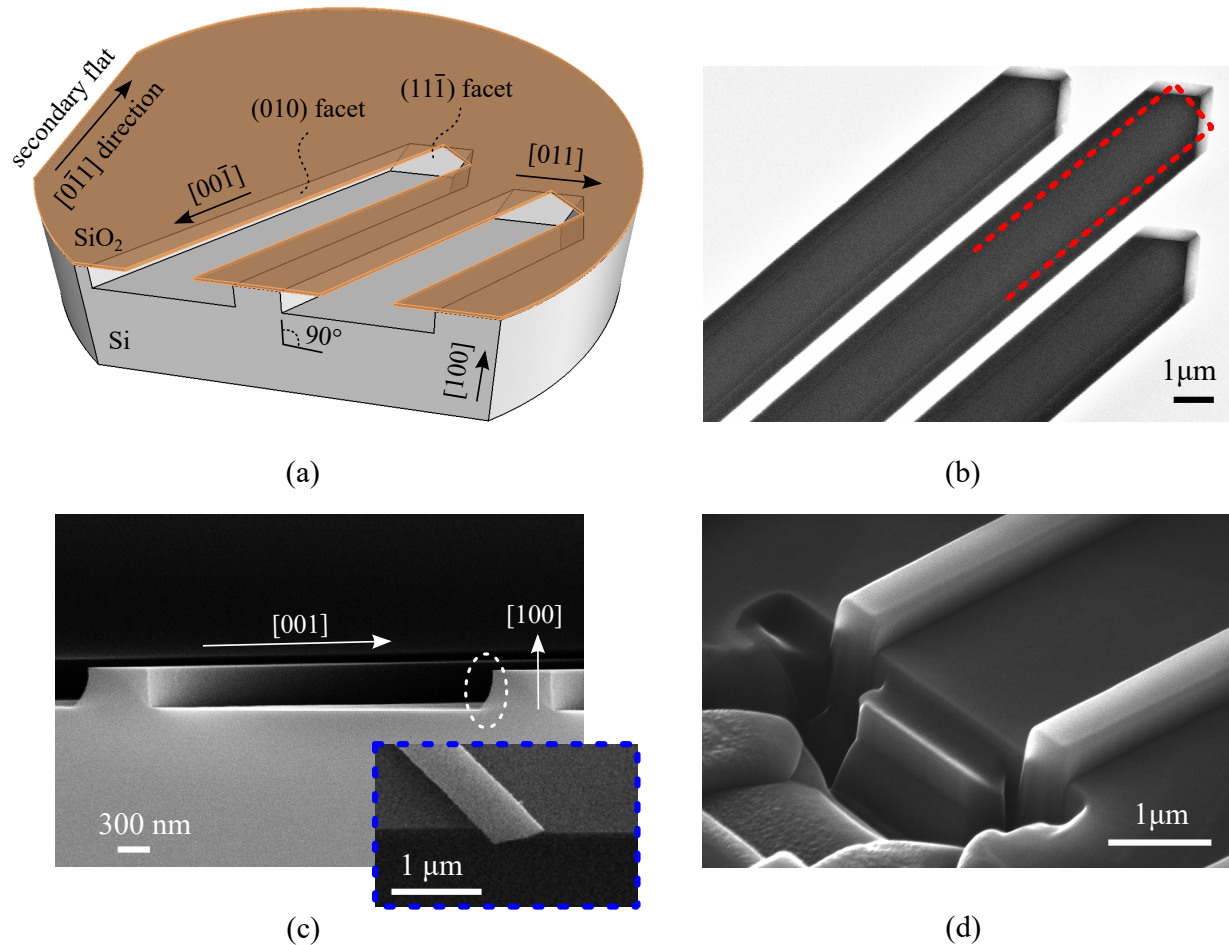 secondary flat
[01̄1] direction
(010) facet
(111̄) facet
[001̄]
[011]
SiO₂
Si
90°
[100]
(a)
1μm
(b)
[001]
[100]
300 nm
1 μm
(c)
1μm
(d)